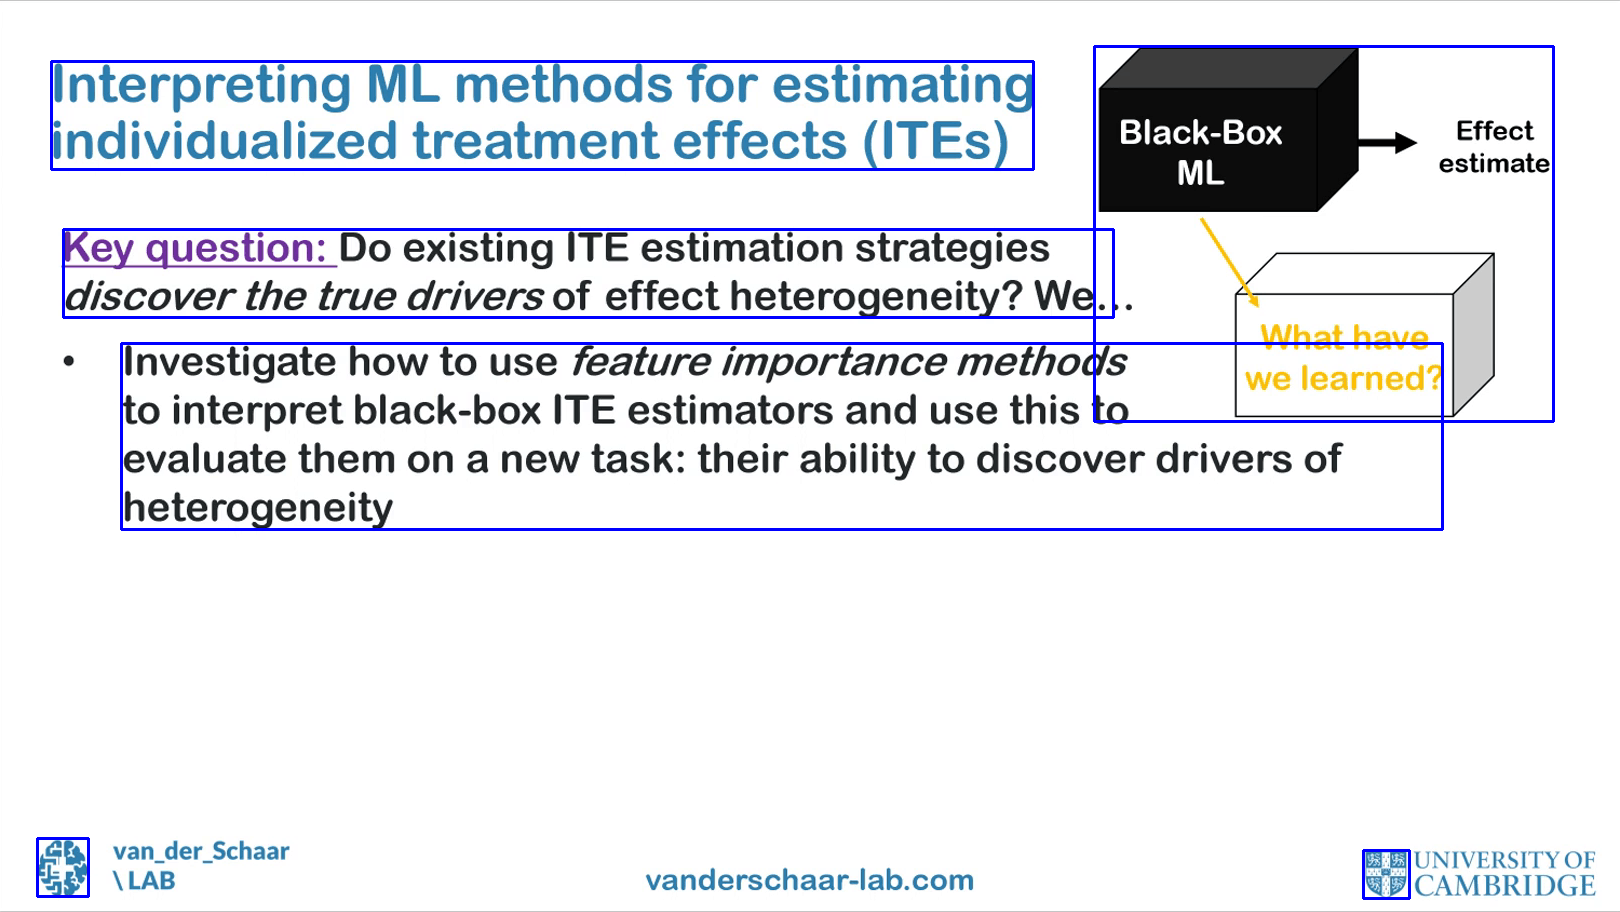 Interpreting ML methods for estimating
individualized treatment effects (ITEs)
Black-Box
ML
Effect
estimate
Key question: Do existing ITE estimation strategies
discover the true drivers of effect heterogeneity? We…
What have
we learned?
• Investigate how to use feature importance methods
to interpret black-box ITE estimators and use this to
evaluate them on a new task: their ability to discover drivers of
heterogeneity
van_der_Schaar
\ LAB
vanderschaar-lab.com
UNIVERSITY OF
CAMBRIDGE